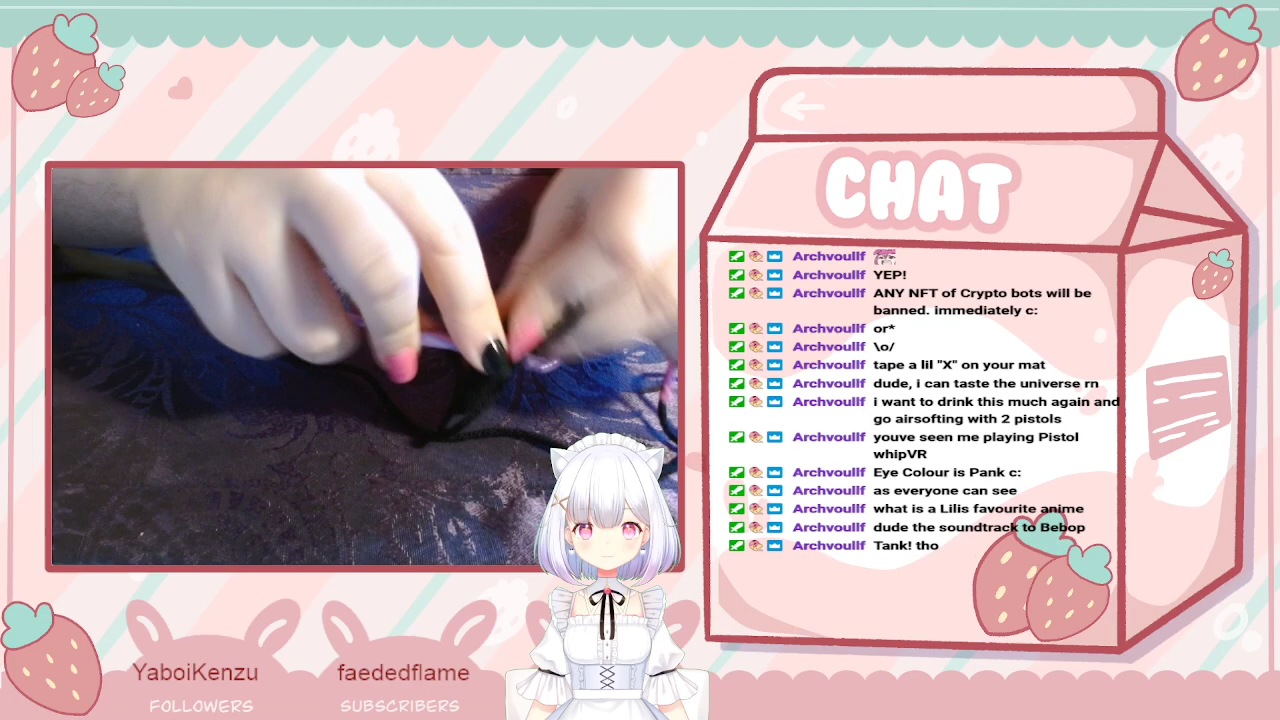 CHAT
Archvoullf
Archvoullf YEP!
Archvoullf ANY NFT of Crypto bots will be
banned. immediately c:
Archvoullf or*
Archvoullf \o/
Archvoullf tape a lil "X" on your mat
Archvoullf dude, i can taste the universe rn
Archvoullf i want to drink this much again and
go airsofting with 2 pistols
Archvoullf youve seen me playing Pistol
whipVR
Archvoullf Eye Colour is Pank c:
Archvoullf as everyone can see
Archvoullf what is a Lilis favourite anime
Archvoullf dude the soundtrack to Bebop
Archvoullf Tank! tho
YaboiKenzu faededflame
FOLLOWERS SUBSCRIBERS